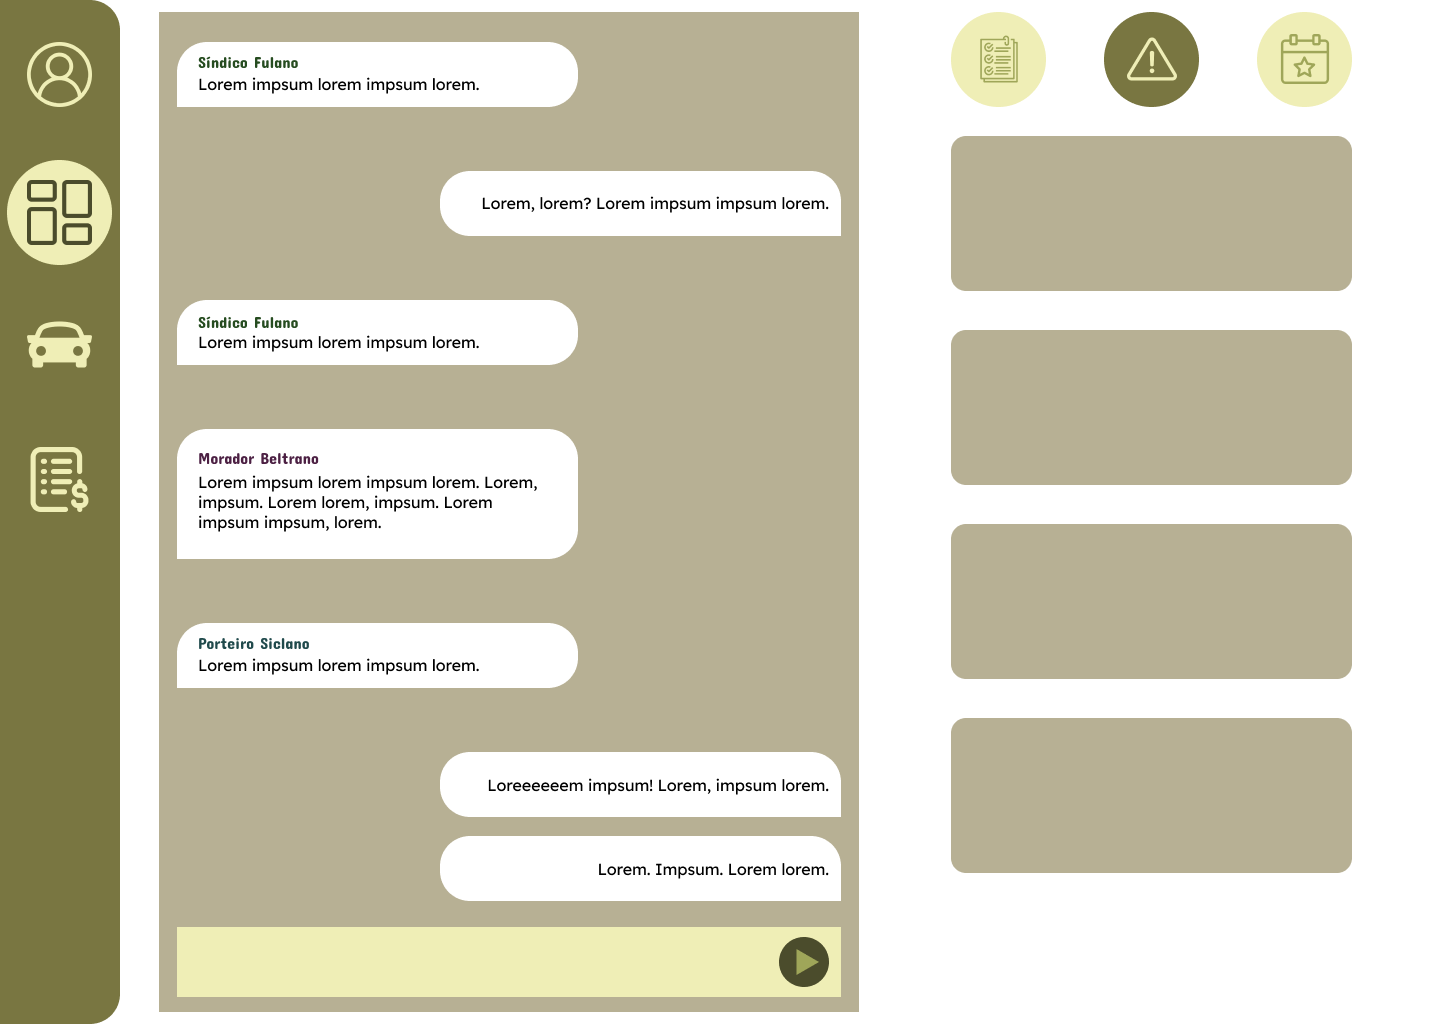 Síndico Fulano
Lorem impsum lorem impsum lorem.
Lorem, lorem? Lorem impsum impsum lorem.
Síndico Fulano
Lorem impsum lorem impsum lorem.
Morador Beltrano
Lorem impsum lorem impsum lorem. Lorem,
impsum. Lorem lorem, impsum. Lorem
impsum impsum, lorem.
Porteiro Siclano
Lorem impsum lorem impsum lorem.
Loreeeeeem impsum! Lorem, impsum lorem.
Lorem. Impsum. Lorem lorem.